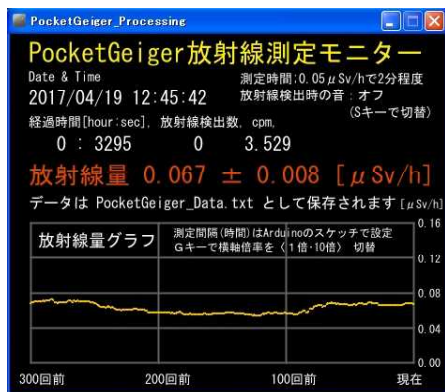 PocketGeiger_Processing
PocketGeiger放射線測定モニター
Date & Time
測定時間:0.05μSv/hで2分程度
2017/04/19 12:45:42
放射線検出時の音：オフ
(Sキーで切替)
経過時間[hour:sec], 放射線検出数, cpm,
0 : 3295 0 3.529
放射線量 0.067 ± 0.008 [μSv/h]
データは PocketGeiger_Data.txt として保存されます [μSv/h]
0.16
放射線量グラフ
測定間隔(時間)はArduinoのスケッチで設定
Gキーで横軸倍率を〈1倍・10倍〉 切替
0.12
0.08
0.04
0.00
300回前 200回前 100回前 現在